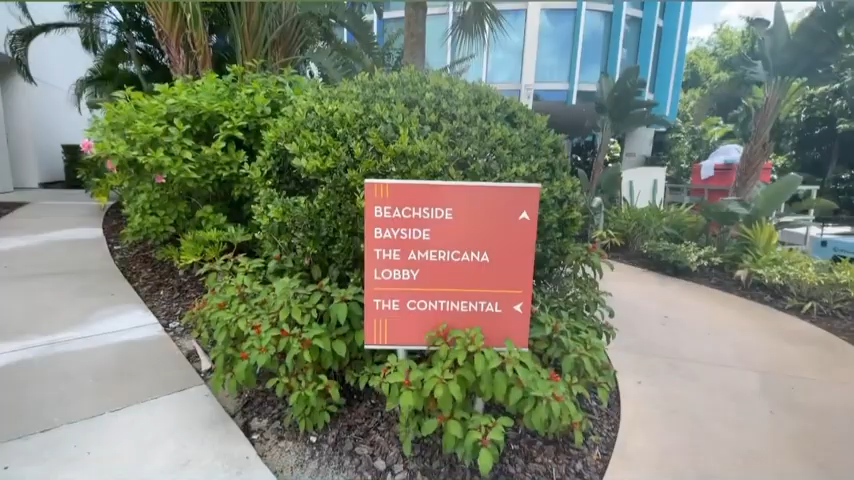 BEACHSIDE
BAYSIDE
THE AMERICANA
LOBBY
THE CONTINENTAL